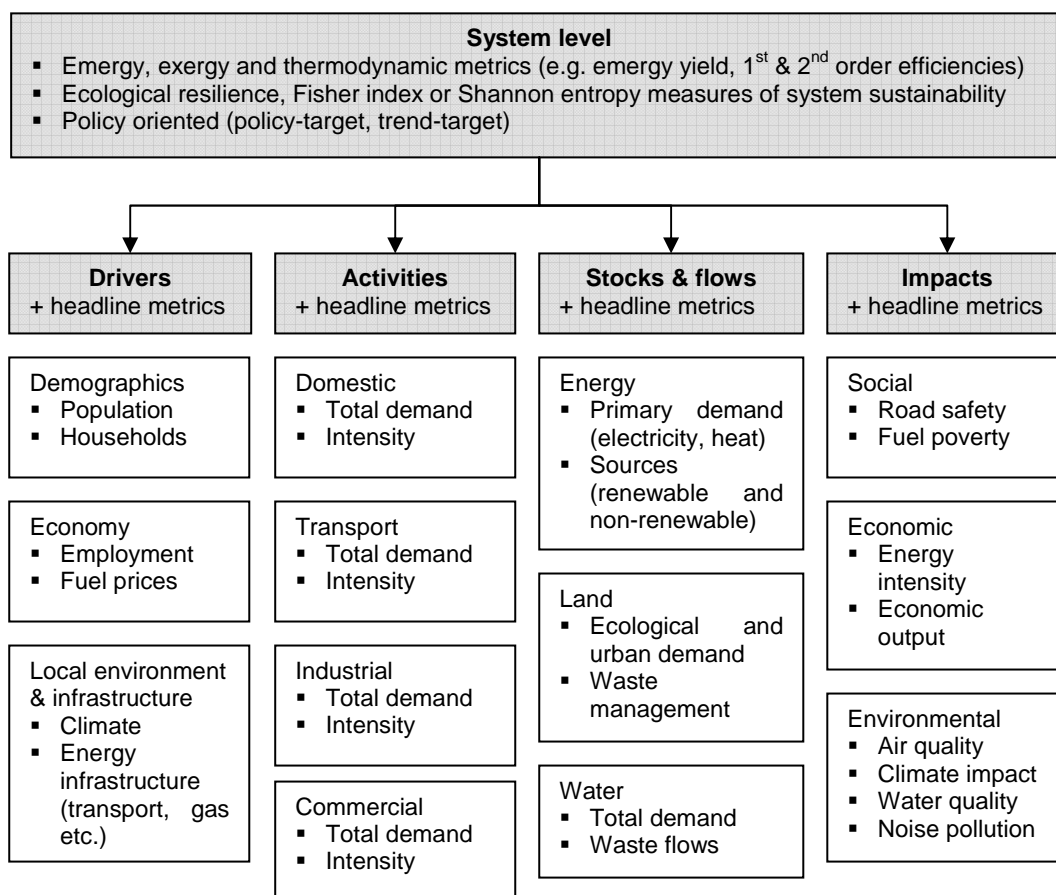 System level
▪ Emergy, exergy and thermodynamic metrics (e.g. emergy yield, 1st & 2nd order efficiencies)
▪ Ecological resilience, Fisher index or Shannon entropy measures of system sustainability
▪ Policy oriented (policy-target, trend-target)
Drivers
+ headline metrics
Demographics
▪ Population
▪ Households
Economy
▪ Employment
▪ Fuel prices
Local environment
& infrastructure
▪ Climate
▪ Energy
infrastructure
(transport, gas
etc.)
Activities
+ headline metrics
Domestic
▪ Total demand
▪ Intensity
Transport
▪ Total demand
▪ Intensity
Industrial
▪ Total demand
▪ Intensity
Commercial
▪ Total demand
▪ Intensity
Stocks & flows
+ headline metrics
Energy
▪ Primary demand
(electricity, heat)
▪ Sources
(renewable and
non-renewable)
Land
▪ Ecological and
urban demand
▪ Waste
management
Water
▪ Total demand
▪ Waste flows
Impacts
+ headline metrics
Social
▪ Road safety
▪ Fuel poverty
Economic
▪ Energy
intensity
▪ Economic
output
Environmental
▪ Air quality
▪ Climate impact
▪ Water quality
▪ Noise pollution